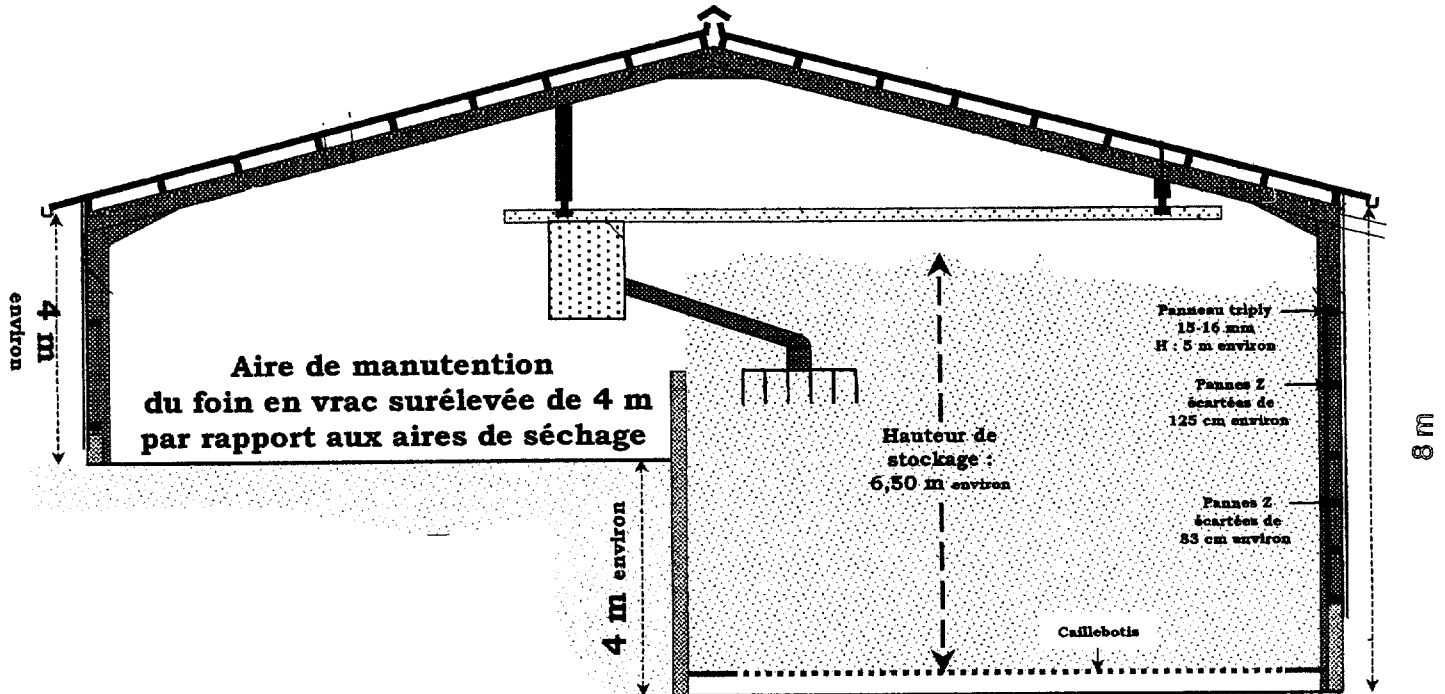 4 m
environ
Aire de manutention
du foin en vrac surélevée de 4 m
par rapport aux aires de séchage
4 m environ
Hauteur de
stockage :
6,50 m environ
Panneau triply
15-16 mm
H : 5 m environ
Pannes Z
écartées de
125 cm environ
Pannes Z
écartées de
83 cm environ
Caillebotis
8 m